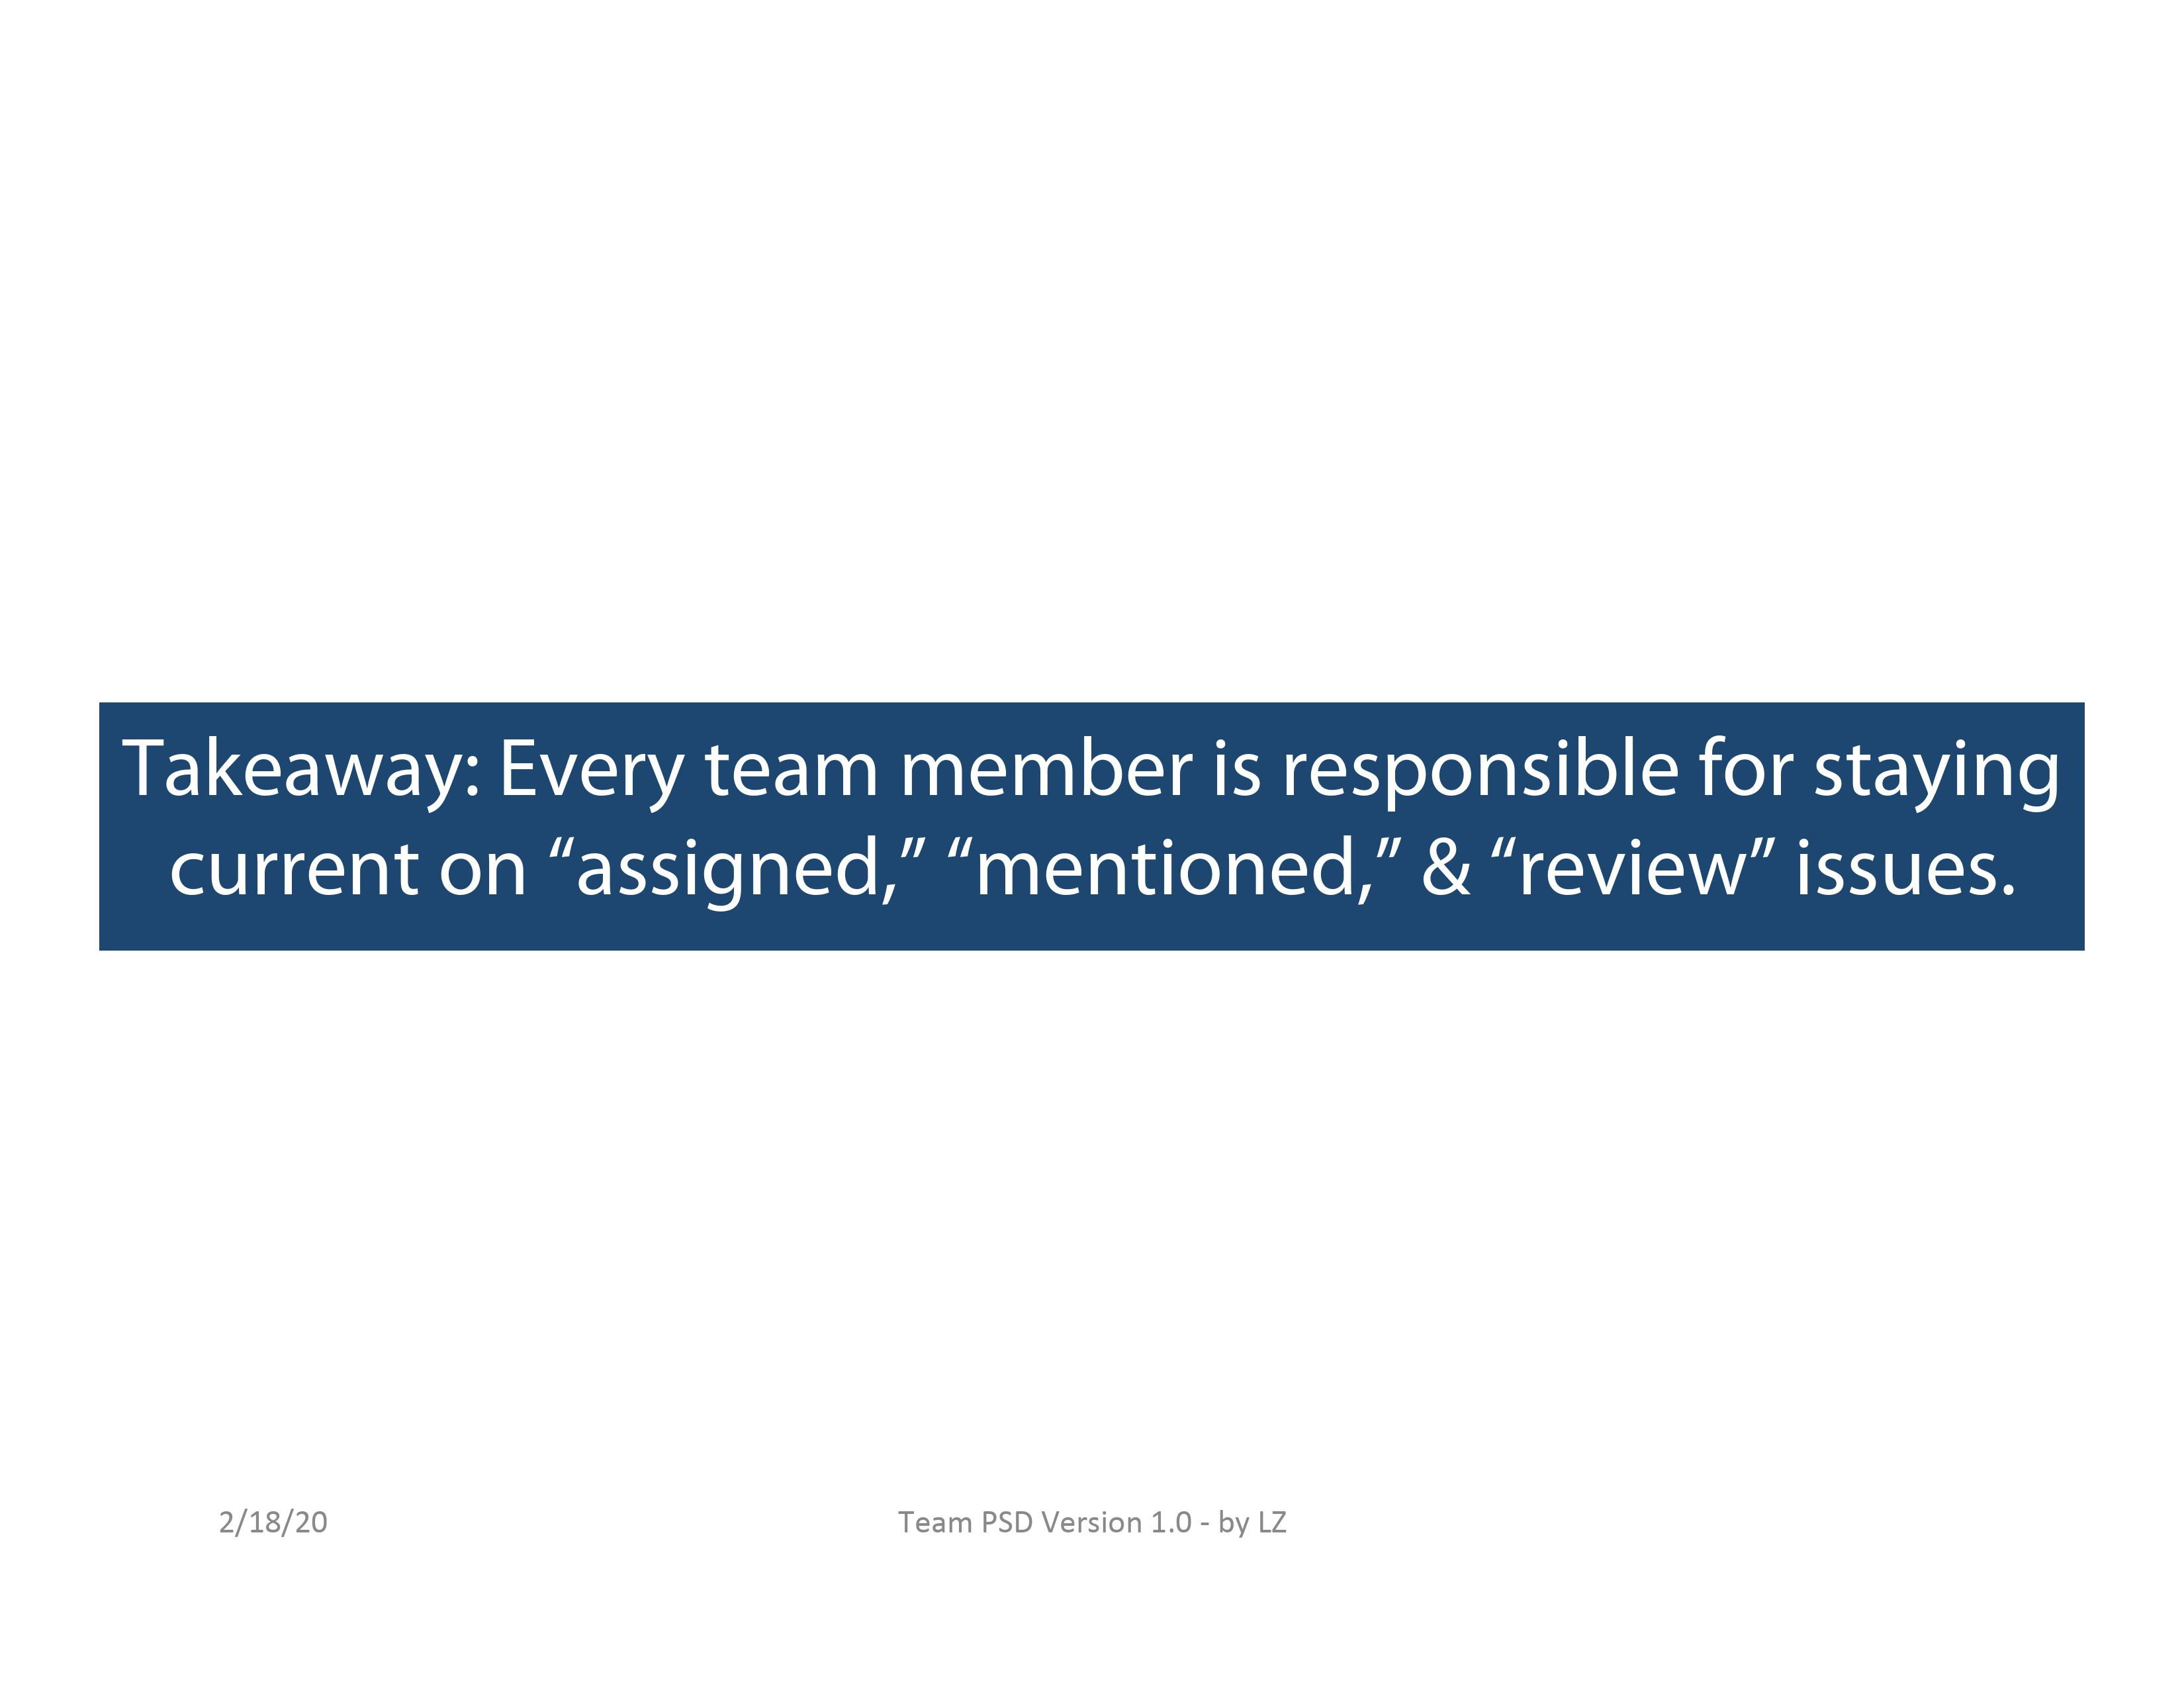 Takeaway: Every team member is responsible for staying
current on “assigned,” “mentioned,” & “review” issues.
2/18/20
Team PSD Version 1.0 - by LZ